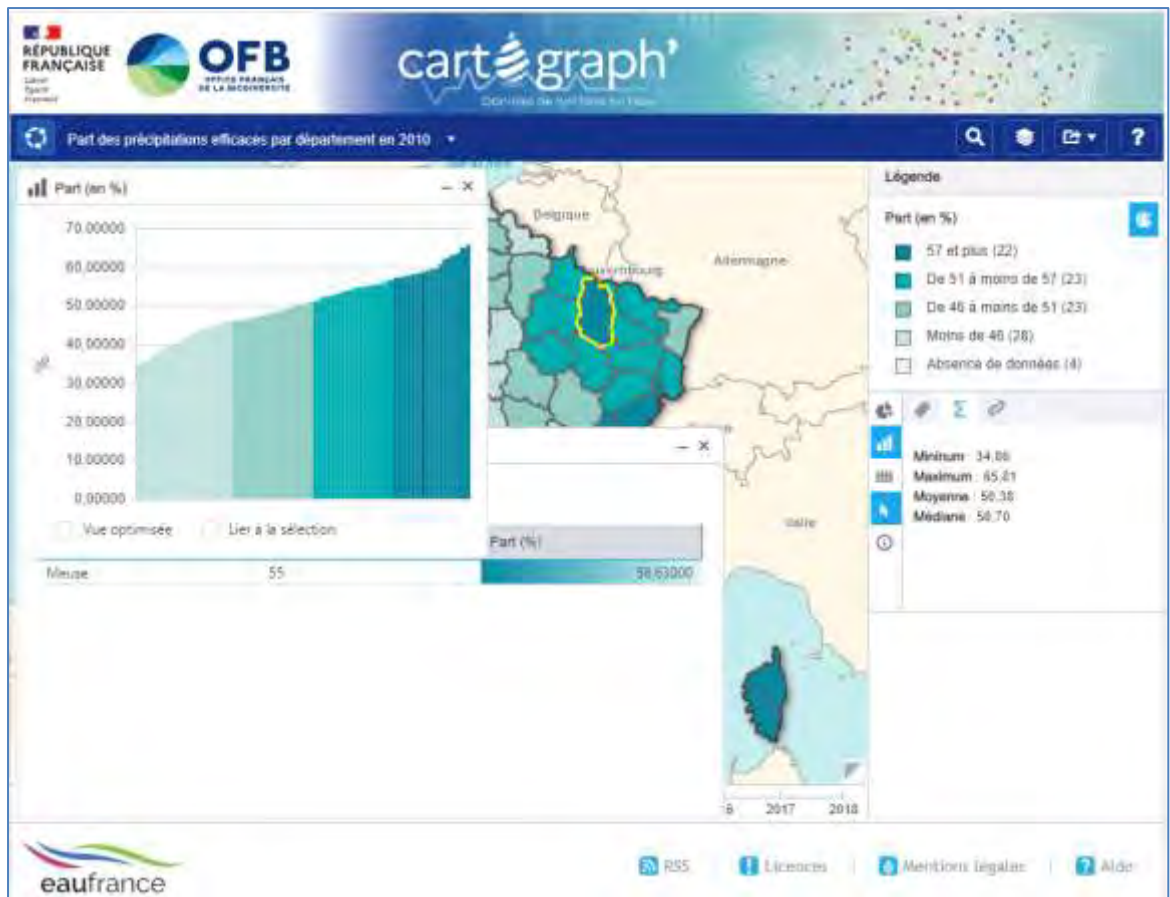 RÉPUBLIQUE
FRANÇAISE
OFB
OFFICE FRANÇAIS
DE LA BIODIVERSITÉ
cartograph'
Part des précipitations efficaces par département en 2010
?
Part (en %)
70,00000
60,00000
50,00000
40,00000
30,00000
20,00000
10,00000
0,00000
%
Vue optimisée
Lier à la sélection
Belgique
Luxembourg
Allemagne
Italie
Part (%)
Meuse 55 58,63000
2017 2018
Légende
Part (en %)
57 et plus (22)
De 51 à moins de 57 (23)
De 46 à moins de 51 (23)
Moins de 46 (28)
Absence de données (4)
Minimum : 34,86
Maximum : 65,81
Moyenne : 50,38
Médiane : 50,70
eaufrance
RSS
Licences
Mentions légales
Aide